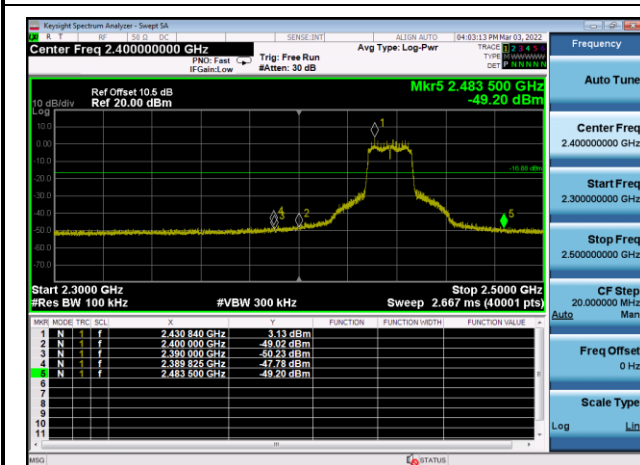 Keysight Spectrum Analyzer - Swept SA
R T RF 50 Ω DC SENSE:INT ALIGN AUTO 04:03:13 PM Mar 03, 2022
Center Freq 2.400000000 GHz
PNO: Fast
IFGain:Low
Trig: Free Run
#Atten: 30 dB
Avg Type: Log-Pwr
TRACE 1 2 3 4 5 6
TYPE M WWWWW
DET P N N N N N
Ref Offset 10.5 dB
Ref 20.00 dBm
10 dB/div
Log
Mkr5 2.483 500 GHz
-49.20 dBm
10.0
0.00
-10.0
-20.0
-30.0
-40.0
-50.0
-60.0
-70.0
1
-16.88 dBm
4
3
2
5
Start 2.3000 GHz
#Res BW 100 kHz
#VBW 300 kHz
Stop 2.5000 GHz
Sweep 2.667 ms (40001 pts)
MKR MODE TRC SCL X Y FUNCTION FUNCTION WIDTH FUNCTION VALUE
1 N 1 f 2.430 840 GHz 3.13 dBm
2 N 1 f 2.400 000 GHz -49.02 dBm
3 N 1 f 2.390 000 GHz -50.23 dBm
4 N 1 f 2.389 825 GHz -47.78 dBm
5 N 1 f 2.483 500 GHz -49.20 dBm
6
7
8
9
10
11
MSG
STATUS
Frequency
Auto Tune
Center Freq
2.400000000 GHz
Start Freq
2.300000000 GHz
Stop Freq
2.500000000 GHz
CF Step
20.000000 MHz
Auto Man
Freq Offset
0 Hz
Scale Type
Log Lin